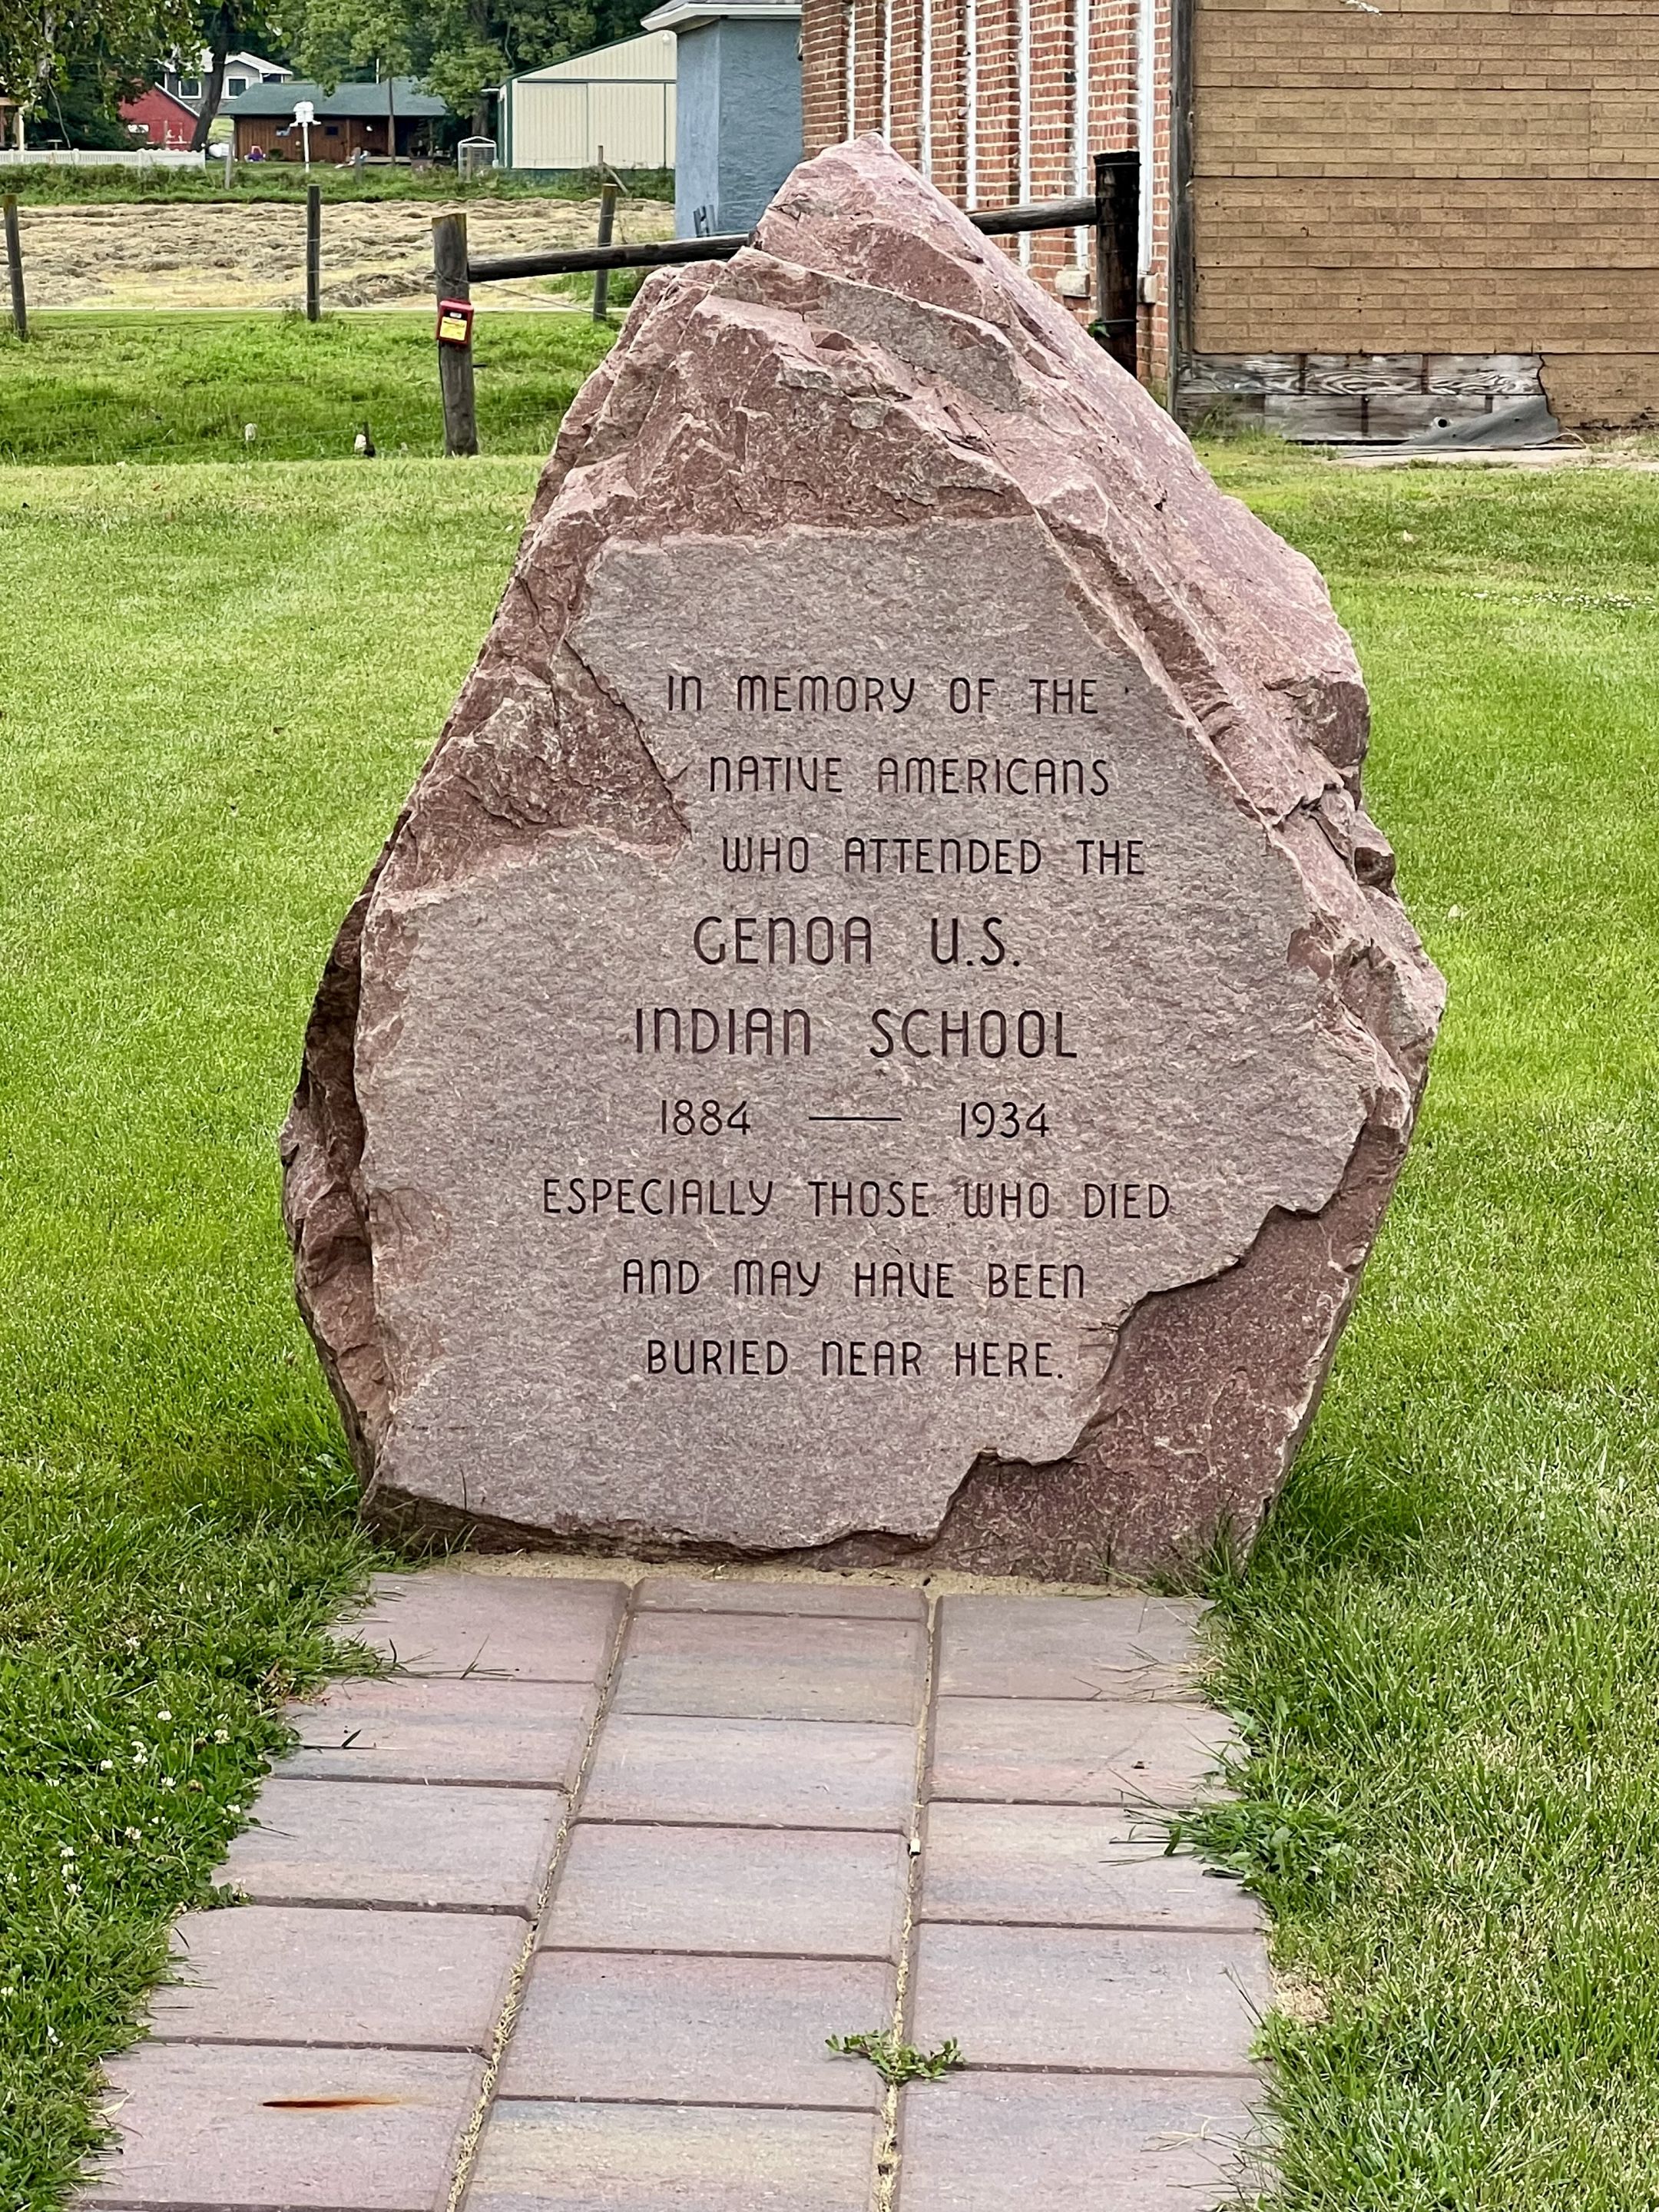 IN MEMORY OF THE
NATIVE AMERICANS
WHO ATTENDED THE
GENOA U.S.
INDIAN SCHOOL
1884 — 1934
ESPECIALLY THOSE WHO DIED
AND MAY HAVE BEEN
BURIED NEAR HERE.